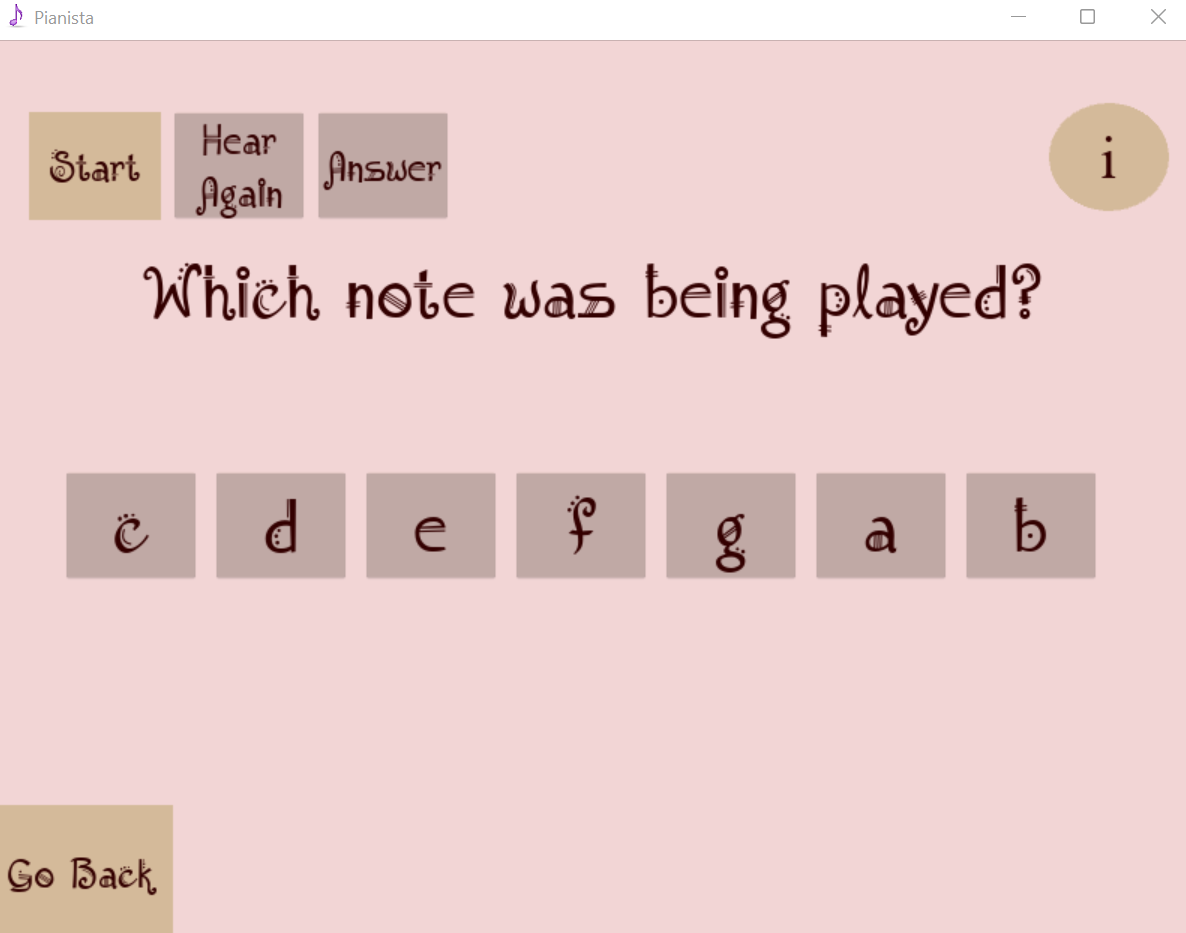 Pianista
Start
Hear
Again
Answer
i
Which note was being played?
c
d
e
f
g
a
b
Go Back